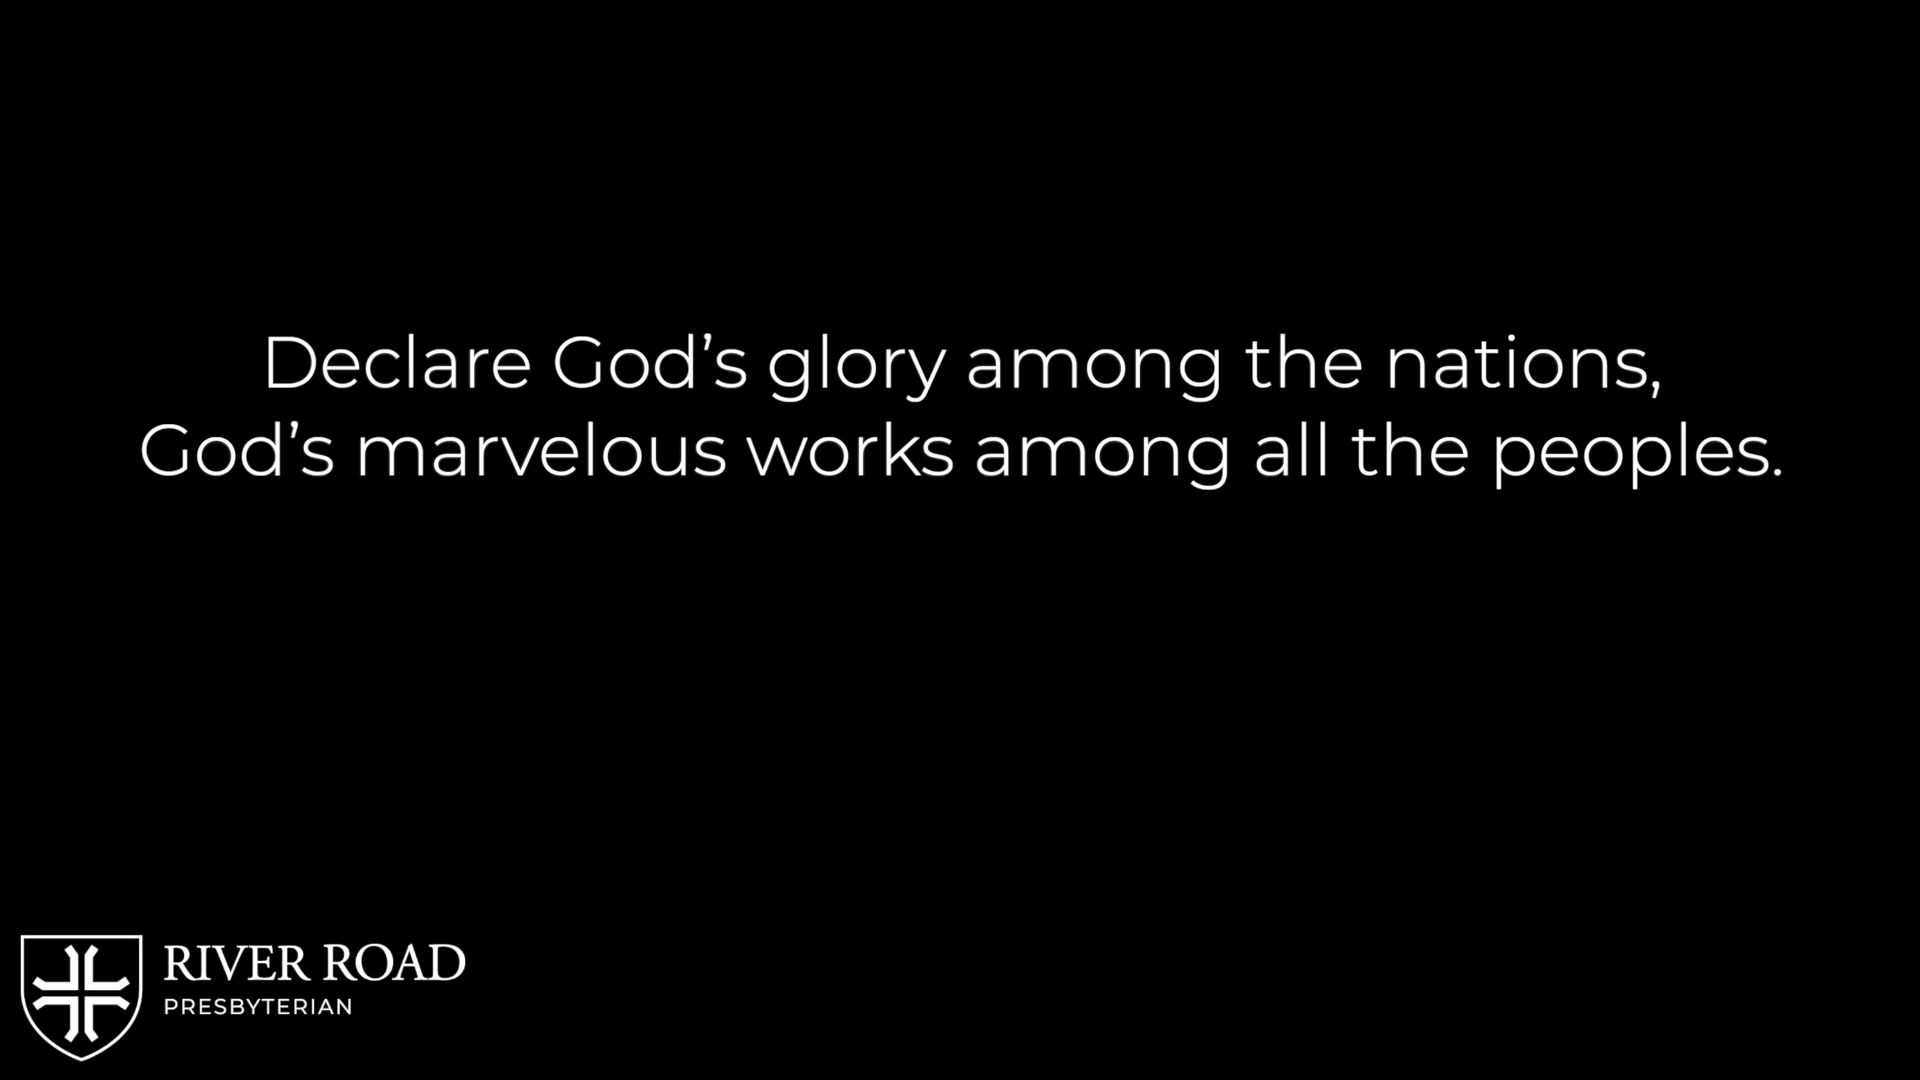 Declare God’s glory among the nations,
God’s marvelous works among all the peoples.
RIVER ROAD
PRESBYTERIAN